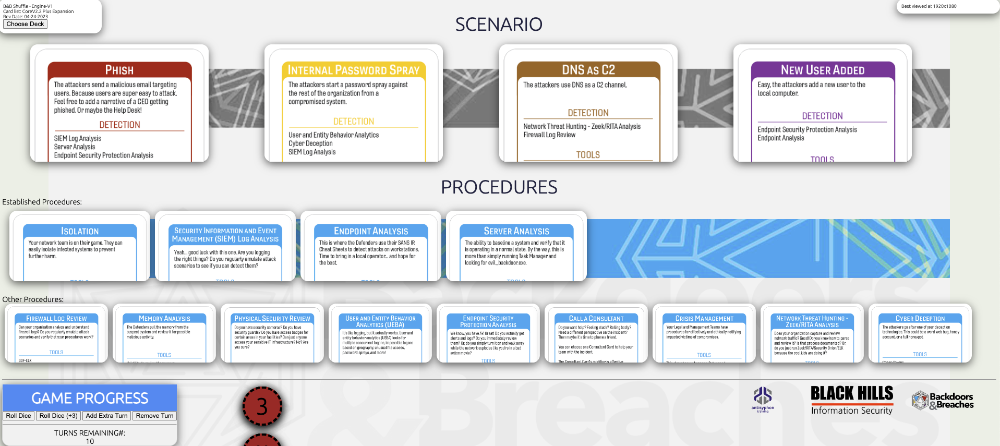 B&B Shuffle - Engine-V1
Card list: CoreV2.2 Plus Expansion
Rev Date: 04-24-2023
Choose Deck
Best viewed at 1920x1080
SCENARIO
PHISH
The attackers send a malicious email targeting
users. Because users are super easy to attack.
Feel free to add a narrative of a CEO getting
phished. Or maybe the Help Desk!
DETECTION
SIEM Log Analysis
Server Analysis
Endpoint Security Protection Analysis
INTERNAL PASSWORD SPRAY
The attackers start a password spray against
the rest of the organization from a
compromised system.
DETECTION
User and Entity Behavior Analytics
Cyber Deception
SIEM Log Analysis
DNS AS C2
The attackers use DNS as a C2 channel.
DETECTION
Network Threat Hunting - Zeek/RITA Analysis
Firewall Log Review
TOOLS
NEW USER ADDED
Easy, the attackers add a new user to the
local computer.
DETECTION
Endpoint Security Protection Analysis
Endpoint Analysis
TOOLS
PROCEDURES
Established Procedures:
ISOLATION
Your network team is on their game. They can
easily isolate infected systems to prevent
further harm.
TOOLS
SECURITY INFORMATION AND EVENT
MANAGEMENT (SIEM) LOG ANALYSIS
Yeah... good luck with this one. Are you logging
the right things? Do you regularly emulate attack
scenarios to see if you can detect them?
TOOLS
ENDPOINT ANALYSIS
This is where the Defenders use their SANS IR
Cheat Sheets to detect attacks on workstations.
Time to bring in a local operator... and hope for
the best.
TOOLS
SERVER ANALYSIS
The ability to baseline a system and verify that it
is operating in a normal state. By the way, this is
more than simply running Task Manager and
looking for evil_backdoor.exe.
TOOLS
Other Procedures:
FIREWALL LOG REVIEW
Can your organization analyze and understand
firewall logs? Do you regularly emulate attack
scenarios and verify that your procedures work?
TOOLS
SOF-ELK
MEMORY ANALYSIS
The Defenders pull the memory from the
suspect system and review it for possible
malicious activity.
TOOLS
PHYSICAL SECURITY REVIEW
Do you have security cameras? Do you have
security guards? Do you have access badges for
certain areas in your facilities? Can just anyone
access your sensitive IT infrastructure? No? Are
you sure?
USER AND ENTITY BEHAVIOR
ANALYTICS (UEBA)
It's like logging, but it actually works. User and
entity behavior analytics (UEBA) looks for
multiple concurrent logons, impossible logons
based on geography, unusual file access,
password sprays, and more!
ENDPOINT SECURITY
PROTECTION ANALYSIS
We know, you have AV. Great! Do you actually get
alerts and logs? Do you immediately review
them? Or, do you simply turn it on and walk away
while the network explodes like you're in a bad
action movie?
TOOLS
CALL A CONSULTANT
Do you want help? Feeling stuck? Rolling badly?
Need a different perspective on the incident?
Then maybe it's time to phone a friend.
You can choose one Consultant Card to help your
team with the incident.
The Consultant Card's modifier is effective
CRISIS MANAGEMENT
Your Legal and Management Teams have
procedures for effectively and ethically notifying
impacted victims of compromises.
TOOLS
NETWORK THREAT HUNTING -
ZEEK/RITA ANALYSIS
Does your organization capture and review
network traffic? Good! Do you know how to parse
and review it? Is that process documented? Or,
do you just run Zeek/RITA/Security Onion/ELK
because the cool kids are doing it?
TOOLS
CYBER DECEPTION
The attackers go after one of your deception
technologies. This could be a word web bug, honey
account, or a full honeypot.
TOOLS
GAME PROGRESS
Roll Dice
Roll Dice (+3)
Add Extra Turn
Remove Turn
TURNS REMAINING#:
10
3
antisyphon
training
BLACK HILLS
Information Security
Backdoors
&Breaches
Backdoors
& Breaches